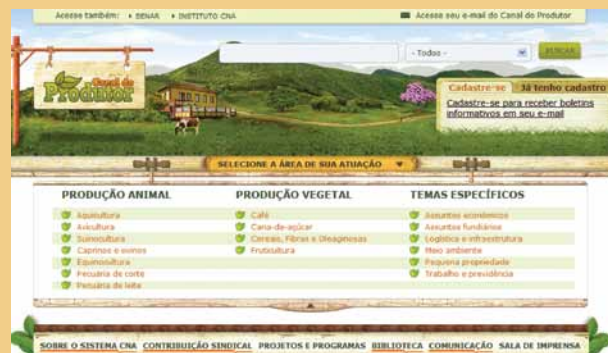 Acesse também: SENAR INSTITUTO CNA Acesse seu e-mail do Canal do Produtor
- Todos - BUSCAR
Canal do
Produtor
Cadastre-se Já tenho cadastro
Cadastre-se para receber boletins
informativos em seu e-mail
SELECIONE A ÁREA DE SUA ATUAÇÃO
PRODUÇÃO ANIMAL
Aquicultura
Avicultura
Suinocultura
Caprinos e ovinos
Equinocultura
Pecuária de corte
Pecuária de leite
PRODUÇÃO VEGETAL
Café
Cana-de-açúcar
Cereais, Fibras e Oleaginosas
Fruticultura
TEMAS ESPECÍFICOS
Assuntos econômicos
Assuntos fundiários
Logística e infraestrutura
Meio ambiente
Pequena propriedade
Trabalho e previdência
SOBRE O SISTEMA CNA CONTRIBUIÇÃO SINDICAL PROJETOS E PROGRAMAS BIBLIOTECA COMUNICAÇÃO SALA DE IMPRENSA